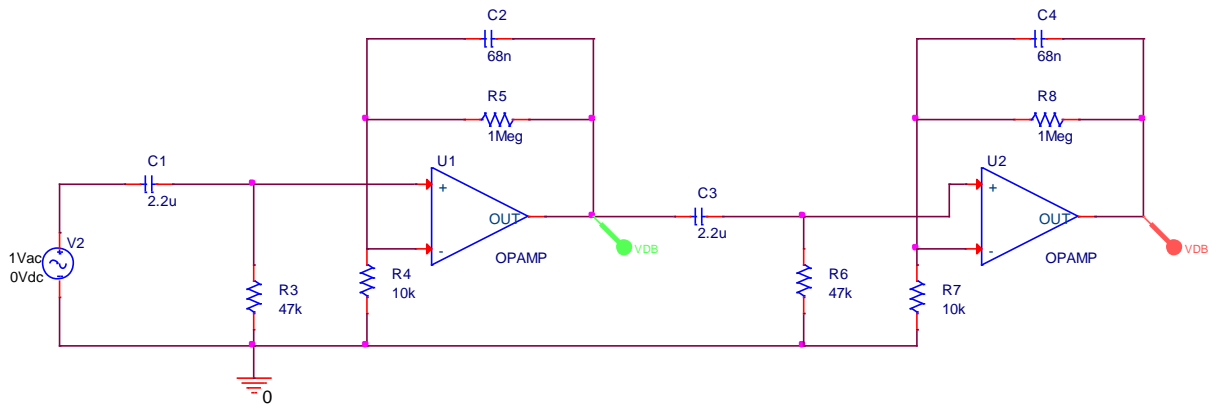 C2
68n
R5
1Meg
C4
68n
R8
1Meg
C1
2.2u
U1
+
-
OUT
OPAMP
VDB
C3
2.2u
U2
+
-
OUT
OPAMP
VDB
V2
1Vac
0Vdc
+
-
R3
47k
R4
10k
R6
47k
R7
10k
0